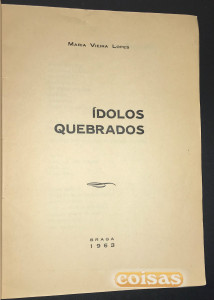 Maria Vieira Lopes
ÍDOLOS
QUEBRADOS
BRAGA
1963
coisas